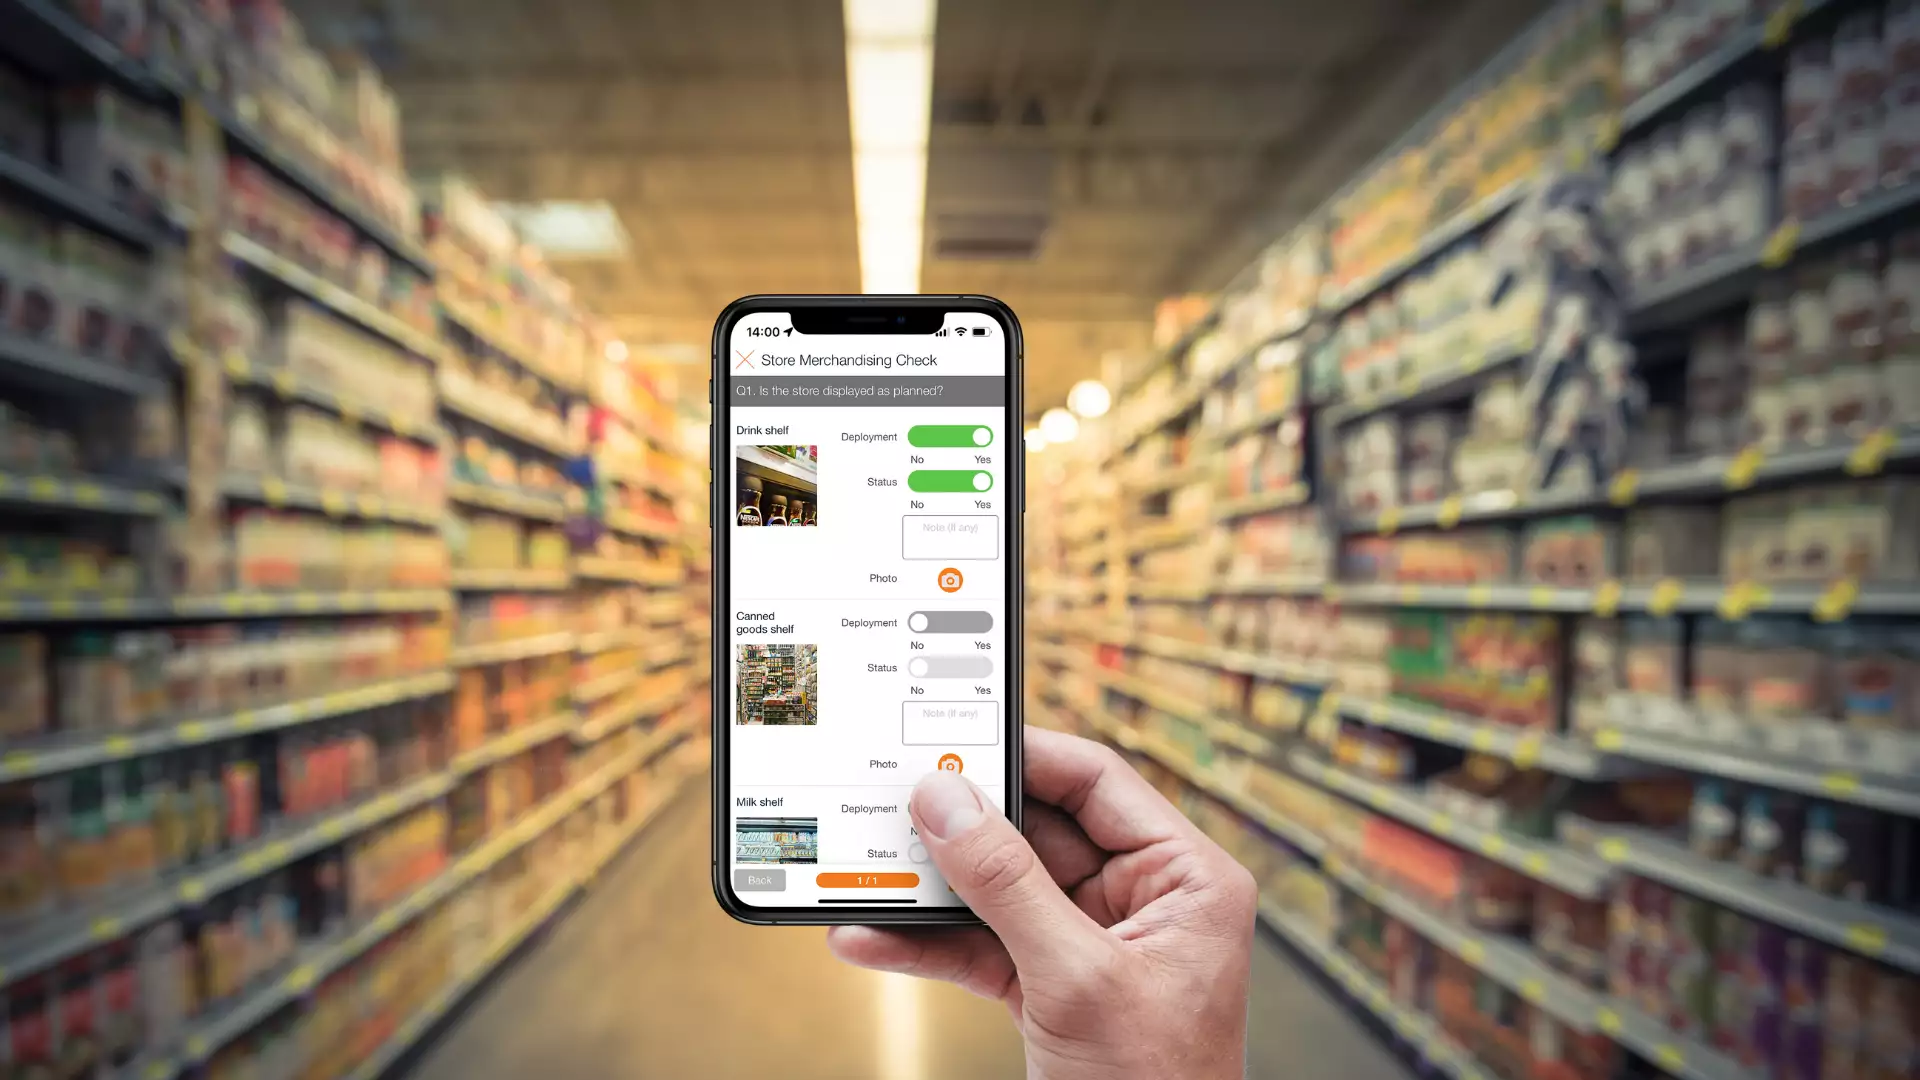 14:00
Store Merchandising Check
Q1. Is the store displayed as planned?
Drink shelf
Deployment
No Yes
Status
No Yes
Note (if any)
Photo
Canned
goods shelf
Deployment
No Yes
Status
No Yes
Note (if any)
Photo
Milk shelf
Deployment
Status
Back
1 / 1